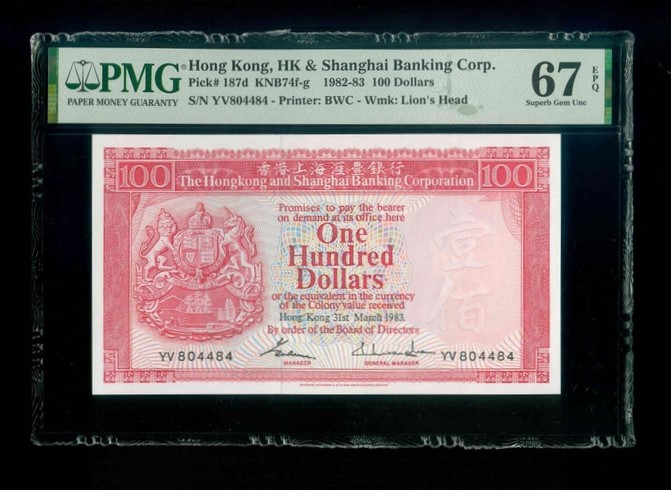 PMG
PAPER MONEY GUARANTY
Hong Kong, HK & Shanghai Banking Corp.
Pick# 187d KNB74f-g 1982-83 100 Dollars
S/N YV804484 - Printer: BWC - Wmk: Lion's Head
67 EPQ
Superb Gem Unc
100 香港上海滙豐銀行 100
The Hongkong and Shanghai Banking Corporation
Promises to pay the bearer
on demand at its office here
One
Hundred
Dollars
or the equivalent in the currency
of the Colony value received
Hong Kong 31st March 1983.
By order of the Board of Directors
壹佰
YV 804484
MANAGER
GENERAL MANAGER
YV 804484